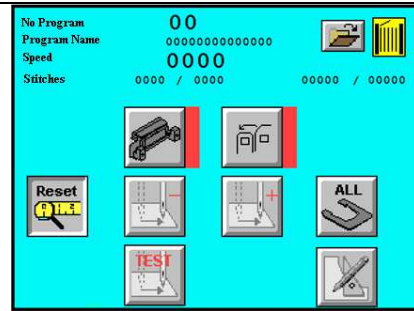 No Program 00
Program Name 00000000000000
Speed 0000
Stitches 0000 / 0000 00000 / 00000
Reset
ALL
- +
TEST